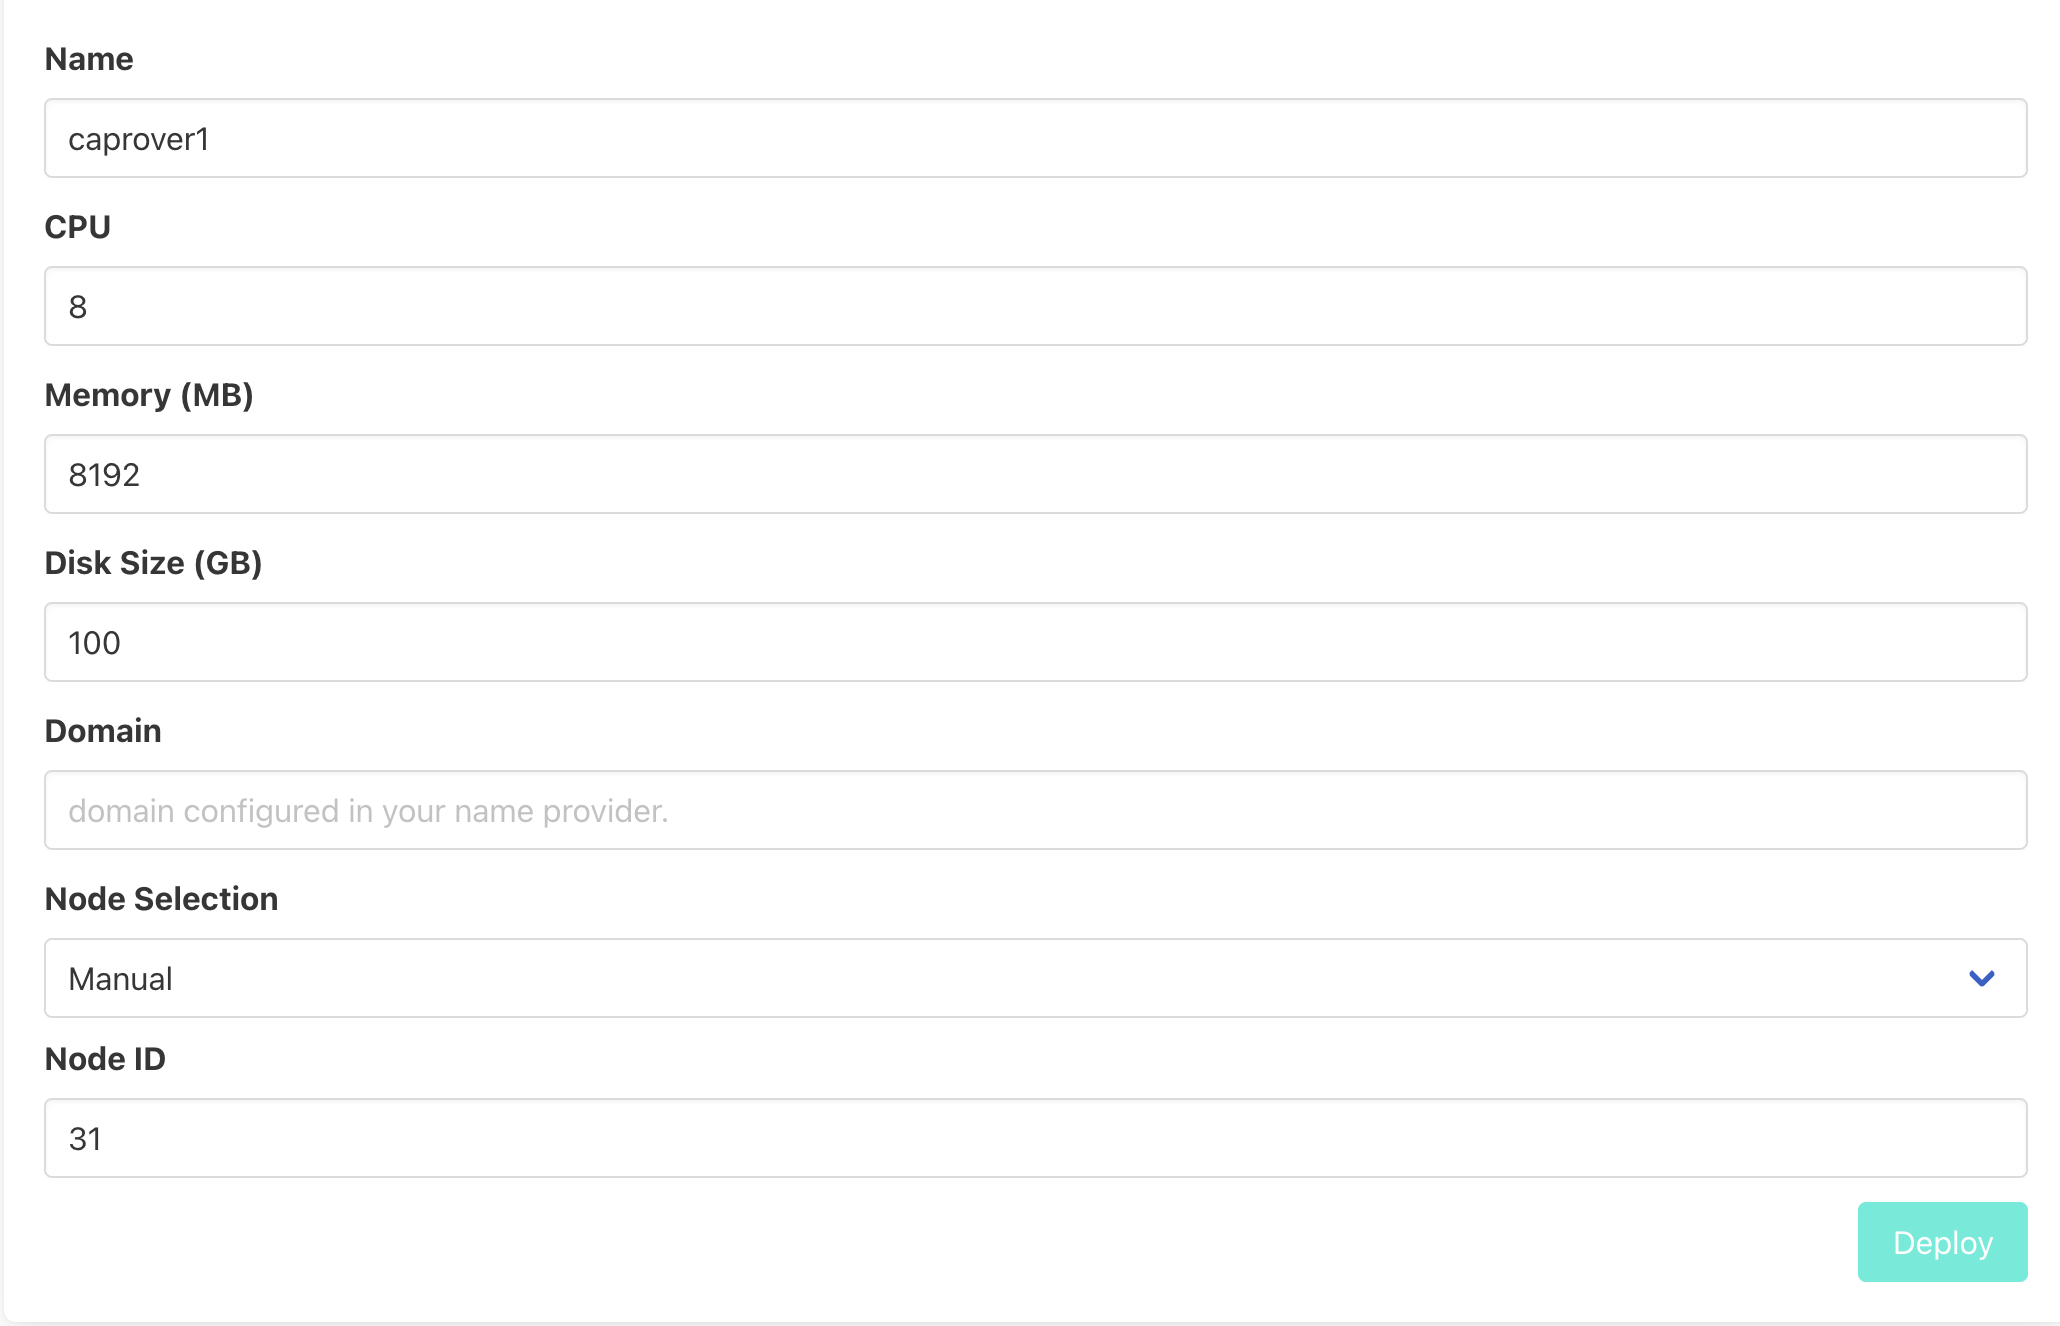 Name
caprover1
CPU
8
Memory (MB)
8192
Disk Size (GB)
100
Domain
domain configured in your name provider.
Node Selection
Manual
Node ID
31
Deploy